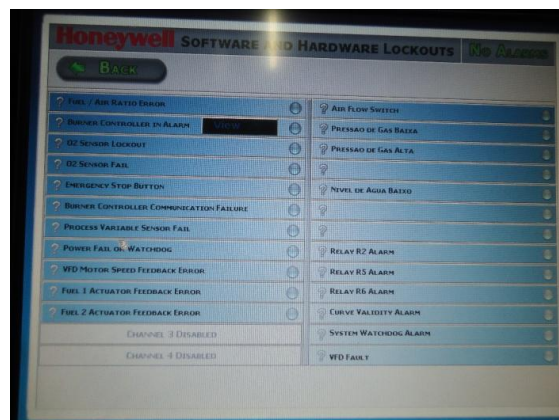 Honeywell SOFTWARE AND HARDWARE LOCKOUTS NO ALARMS
BACK
? FUEL / AIR RATIO ERROR
? BURNER CONTROLLER IN ALARM View
? O2 SENSOR LOCKOUT
? O2 SENSOR FAIL
? EMERGENCY STOP BUTTON
? BURNER CONTROLLER COMMUNICATION FAILURE
? PROCESS VARIABLE SENSOR FAIL
? POWER FAIL OR WATCHDOG
? VFD MOTOR SPEED FEEDBACK ERROR
? FUEL 1 ACTUATOR FEEDBACK ERROR
? FUEL 2 ACTUATOR FEEDBACK ERROR
CHANNEL 3 DISABLED
CHANNEL 4 DISABLED
? AIR FLOW SWITCH
? PRESSAO DE GAS BAIXA
? PRESSAO DE GAS ALTA
?
? NIVEL DE AGUA BAIXO
?
?
? RELAY R2 ALARM
? RELAY R5 ALARM
? RELAY R6 ALARM
? CURVE VALIDITY ALARM
? SYSTEM WATCHDOG ALARM
? VFD FAULT